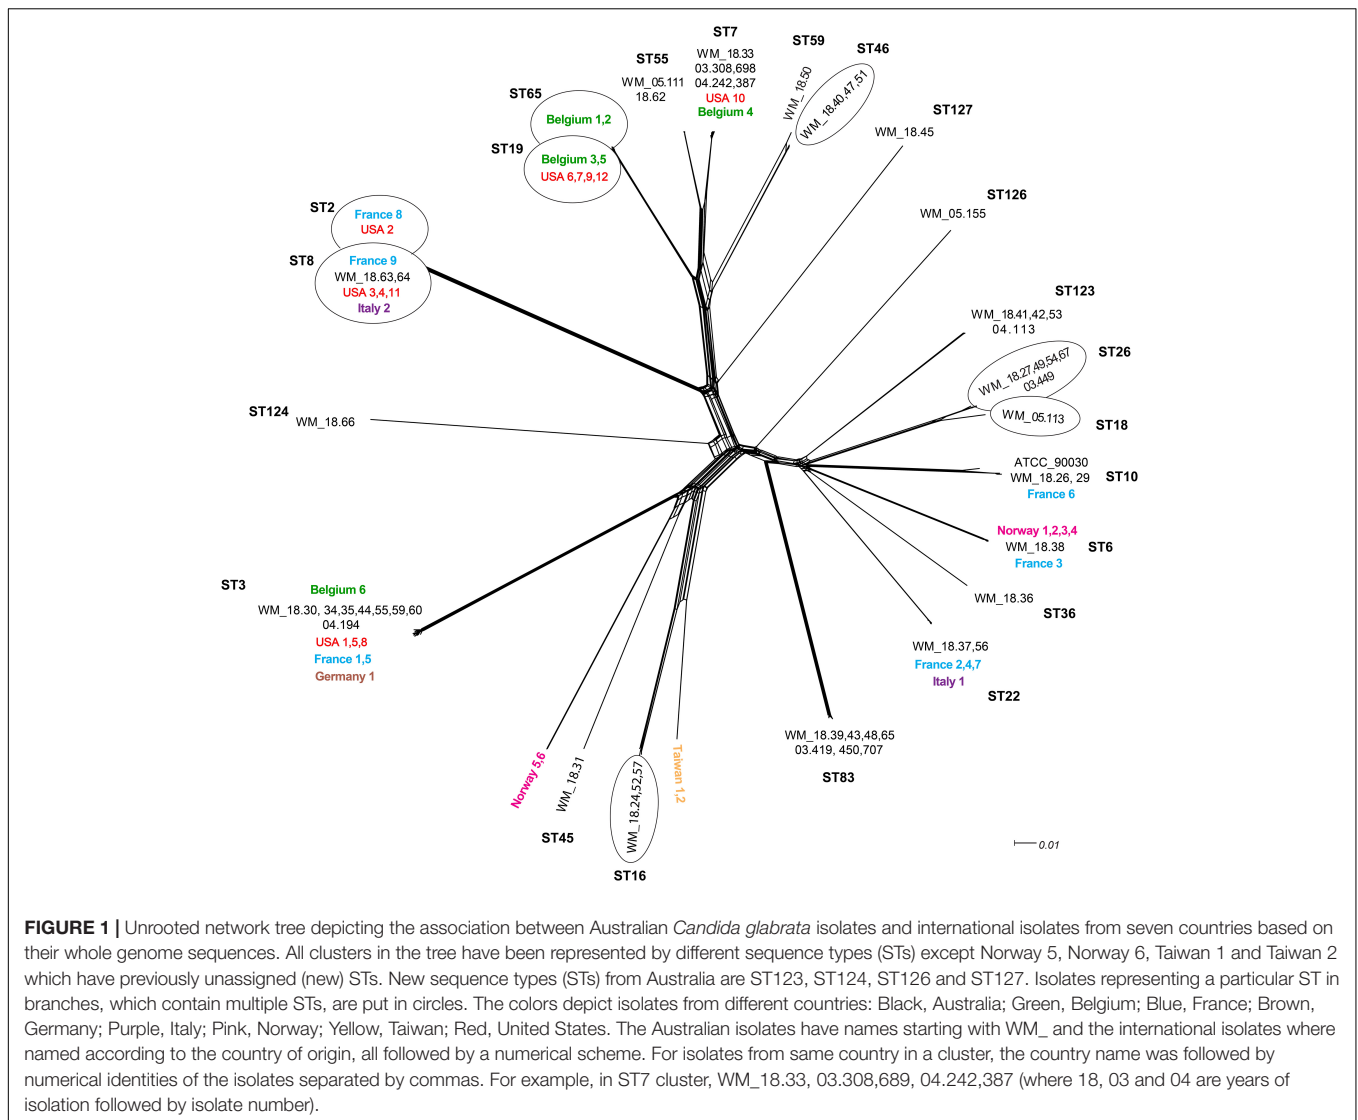 ST7
WM_18.33
03.308,698
04.242,387
USA 10
Belgium 4
ST55
WM_05.111
18.62
ST59
WM_18.50
ST46
WM_18.40,47,51
ST65
Belgium 1,2
ST19
Belgium 3,5
USA 6,7,9,12
ST127
WM_18.45
ST126
WM_05.155
ST2
France 8
USA 2
ST8
France 9
WM_18.63,64
USA 3,4,11
Italy 2
ST123
WM_18.41,42,53
04.113
ST26
WM_18.27,49,54,67
03.449
WM_05.113
ST18
ST124
WM_18.66
ATCC_90030
WM_18.26, 29
France 6
ST10
Norway 1,2,3,4
WM_18.38
France 3
ST6
WM_18.36
ST36
WM_18.37,56
France 2,4,7
Italy 1
ST22
ST3
Belgium 6
WM_18.30, 34,35,44,55,59,60
04.194
USA 1,5,8
France 1,5
Germany 1
WM_18.39,43,48,65
03.419, 450,707
ST83
Norway 5,6
WM_18.31
ST45
WM_18.24,52,57
ST16
Taiwan 1,2
0.01
FIGURE 1 | Unrooted network tree depicting the association between Australian Candida glabrata isolates and international isolates from seven countries based on
their whole genome sequences. All clusters in the tree have been represented by different sequence types (STs) except Norway 5, Norway 6, Taiwan 1 and Taiwan 2
which have previously unassigned (new) STs. New sequence types (STs) from Australia are ST123, ST124, ST126 and ST127. Isolates representing a particular ST in
branches, which contain multiple STs, are put in circles. The colors depict isolates from different countries: Black, Australia; Green, Belgium; Blue, France; Brown,
Germany; Purple, Italy; Pink, Norway; Yellow, Taiwan; Red, United States. The Australian isolates have names starting with WM_ and the international isolates where
named according to the country of origin, all followed by a numerical scheme. For isolates from same country in a cluster, the country name was followed by
numerical identities of the isolates separated by commas. For example, in ST7 cluster, WM_18.33, 03.308,689, 04.242,387 (where 18, 03 and 04 are years of
isolation followed by isolate number).